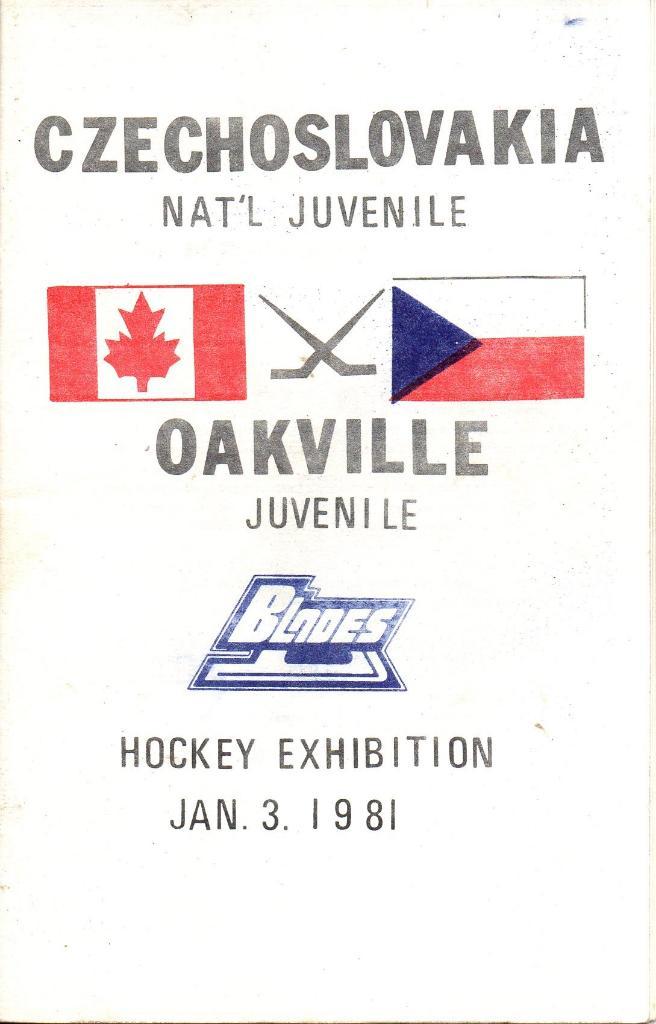 CZECHOSLOVAKIA
NAT'L JUVENILE
OAKVILLE
JUVENILE
BLADES
HOCKEY EXHIBITION
JAN. 3. 1981